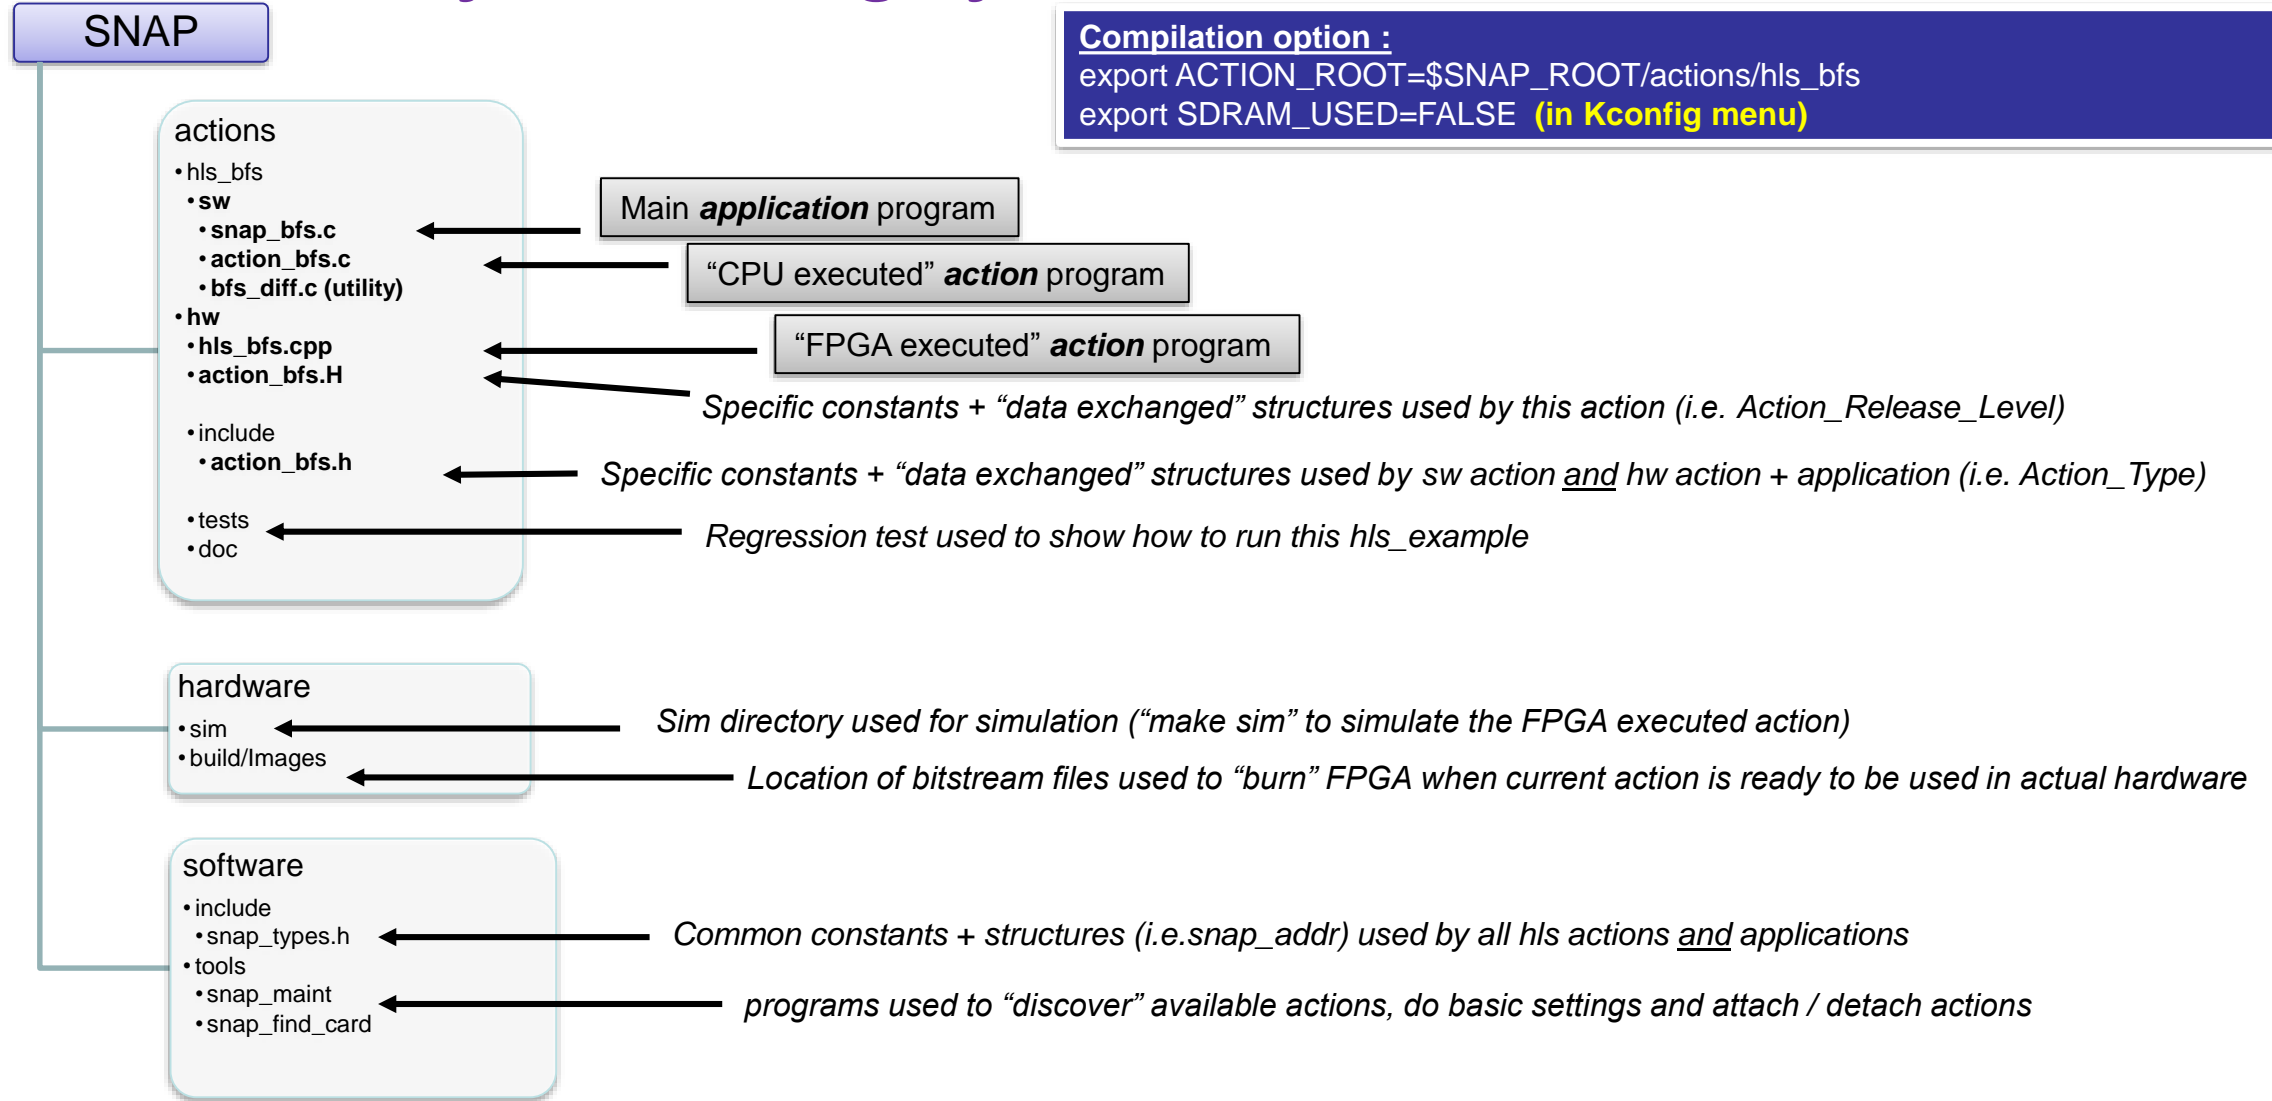 SNAP
Compilation option :
export ACTION_ROOT=$SNAP_ROOT/actions/hls_bfs
export SDRAM_USED=FALSE (in Kconfig menu)
actions
•hls_bfs
•sw
•snap_bfs.c
•action_bfs.c
•bfs_diff.c (utility)
•hw
•hls_bfs.cpp
•action_bfs.H
•include
•action_bfs.h
•tests
•doc
Main application program
“CPU executed” action program
“FPGA executed” action program
Specific constants + “data exchanged” structures used by this action (i.e. Action_Release_Level)
Specific constants + “data exchanged” structures used by sw action and hw action + application (i.e. Action_Type)
Regression test used to show how to run this hls_example
hardware
•sim
•build/Images
Sim directory used for simulation (“make sim” to simulate the FPGA executed action)
Location of bitstream files used to “burn” FPGA when current action is ready to be used in actual hardware
software
•include
•snap_types.h
•tools
•snap_maint
•snap_find_card
Common constants + structures (i.e.snap_addr) used by all hls actions and applications
programs used to “discover” available actions, do basic settings and attach / detach actions